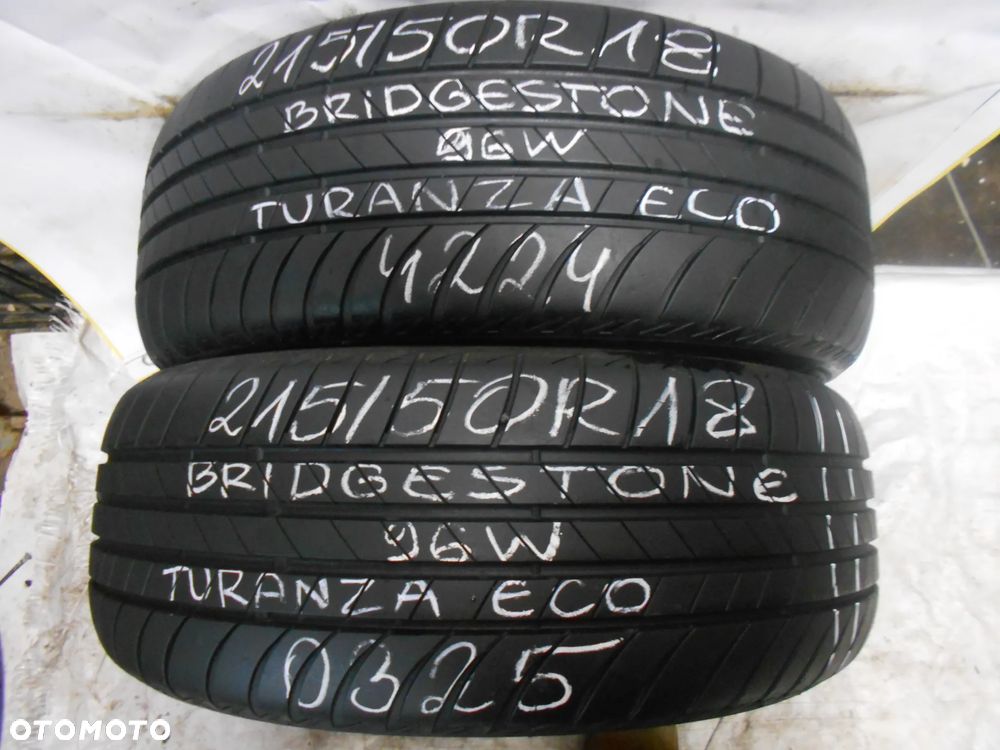 215/50R18
BRIDGESTONE
96W
TURANZA ECO
4224
215/50R18
BRIDGESTONE
96W
TURANZA ECO
0325
OTOMOTO